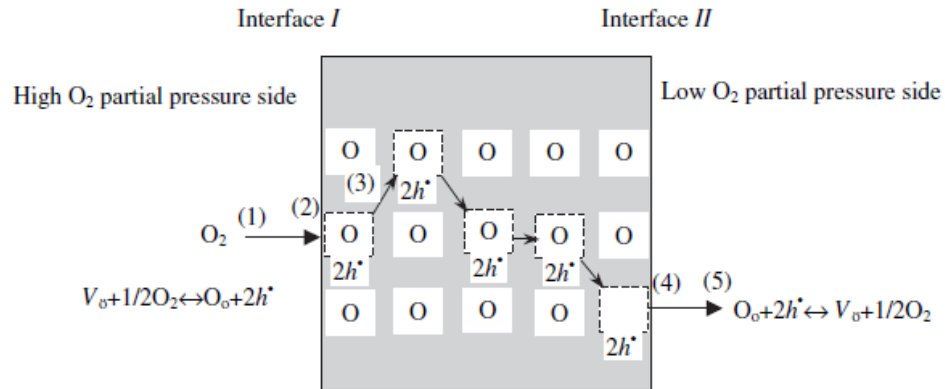 Interface I
Interface II
High O₂ partial pressure side
Low O₂ partial pressure side
O O O O O
(3) 2h•
(1) (2)
O₂ O O O O O
2h• 2h• 2h•
Vₒ+1/2O₂↔Oₒ+2h•
O O O O
(4) (5)
Oₒ+2h•↔ Vₒ+1/2O₂
2h•